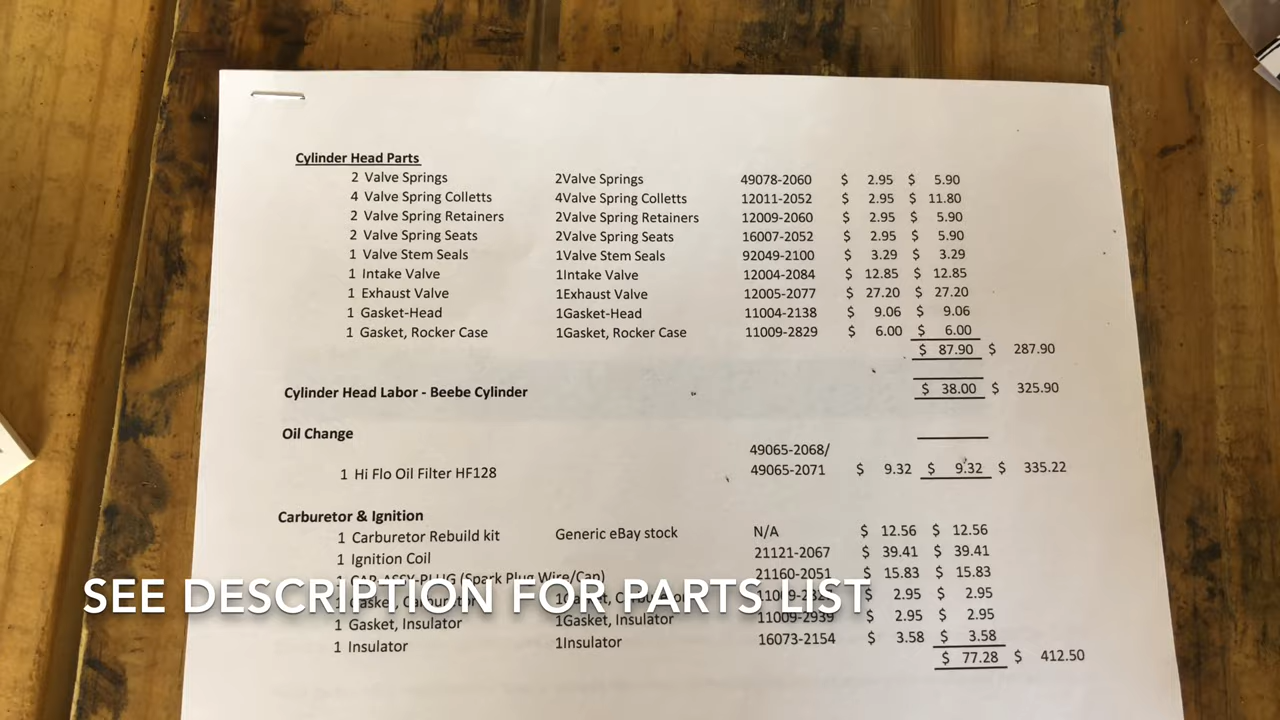 Cylinder Head Parts
2 Valve Springs 2Valve Springs 49078-2060 $ 2.95 $ 5.90
4 Valve Spring Colletts 4Valve Spring Colletts 12011-2052 $ 2.95 $ 11.80
2 Valve Spring Retainers 2Valve Spring Retainers 12009-2060 $ 2.95 $ 5.90
2 Valve Spring Seats 2Valve Spring Seats 16007-2052 $ 2.95 $ 5.90
1 Valve Stem Seals 1Valve Stem Seals 92049-2100 $ 3.29 $ 3.29
1 Intake Valve 1Intake Valve 12004-2084 $ 12.85 $ 12.85
1 Exhaust Valve 1Exhaust Valve 12005-2077 $ 27.20 $ 27.20
1 Gasket-Head 1Gasket-Head 11004-2138 $ 9.06 $ 9.06
1 Gasket, Rocker Case 1Gasket, Rocker Case 11009-2829 $ 6.00 $ 6.00
$ 87.90 $ 287.90
Cylinder Head Labor - Beebe Cylinder $ 38.00 $ 325.90
Oil Change
49065-2068/
1 Hi Flo Oil Filter HF128 49065-2071 $ 9.32 $ 9.32 $ 335.22
Carburetor & Ignition
1 Carburetor Rebuild kit Generic eBay stock N/A $ 12.56 $ 12.56
1 Ignition Coil 21121-2067 $ 39.41 $ 39.41
1 CAP-ASSY-PLUG (Spark Plug Wire/Cap) 21160-2051 $ 15.83 $ 15.83
SEE DESCRIPTION FOR PARTS LIST
Gasket, Carburetor $ 2.95 $ 2.95
1 Gasket, Insulator 1Gasket, Insulator 11009-2939 $ 2.95 $ 2.95
1 Insulator 1Insulator 16073-2154 $ 3.58 $ 3.58
$ 77.28 $ 412.50